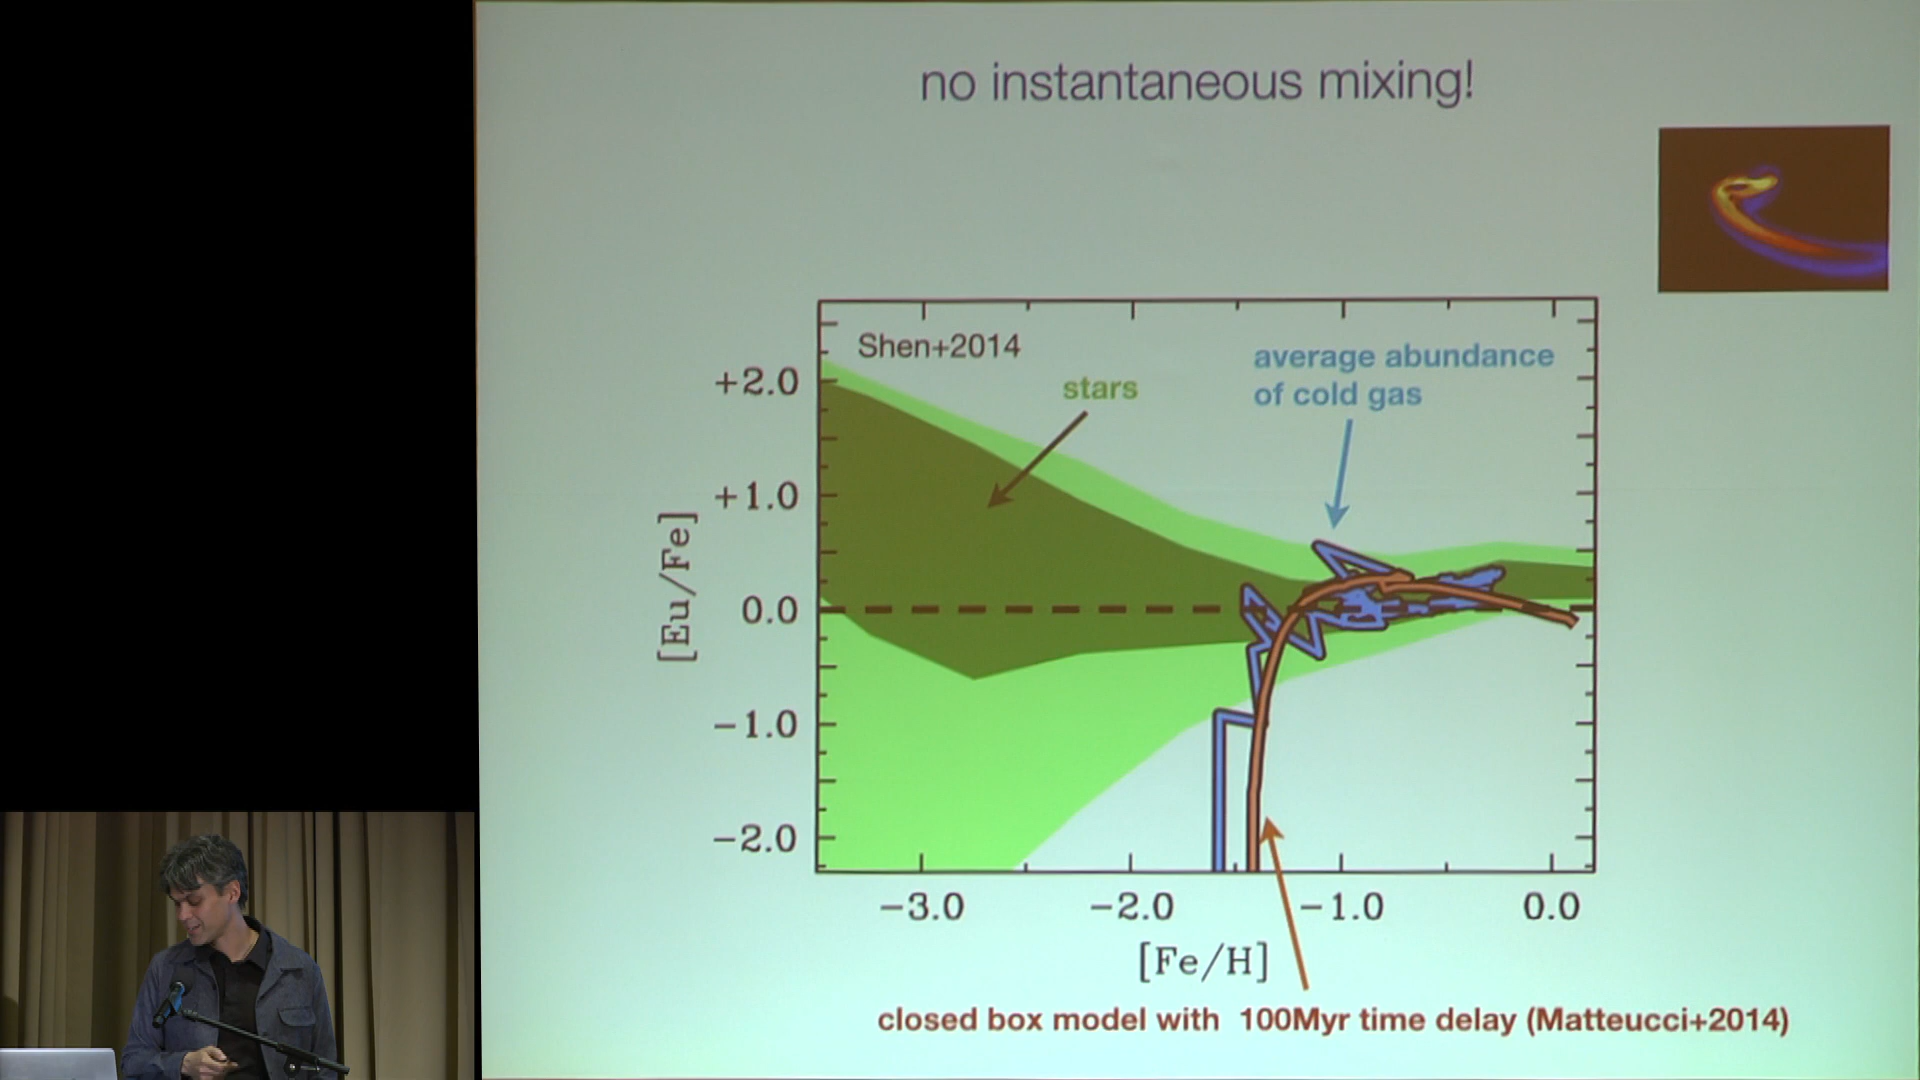 no instantaneous mixing!
Shen+2014
stars
average abundance
of cold gas
+2.0
+1.0
0.0
−1.0
−2.0
[Eu/Fe]
−3.0
−2.0
−1.0
0.0
[Fe/H]
closed box model with 100Myr time delay (Matteucci+2014)